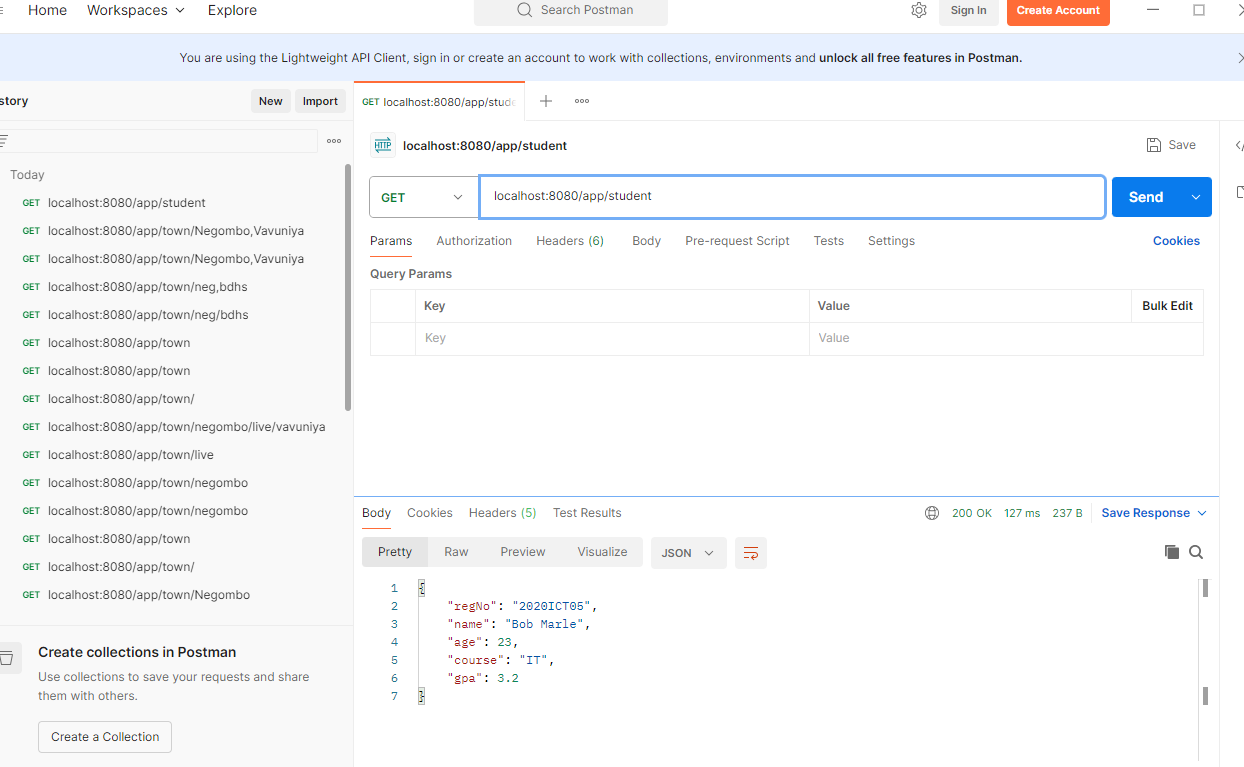 Home Workspaces Explore Search Postman Sign In Create Account
You are using the Lightweight API Client, sign in or create an account to work with collections, environments and unlock all free features in Postman.
story New Import
GET localhost:8080/app/stude
HTTP localhost:8080/app/student Save
GET localhost:8080/app/student Send
Params Authorization Headers (6) Body Pre-request Script Tests Settings Cookies
Query Params
Key Value Bulk Edit
Key Value
Today
GET localhost:8080/app/student
GET localhost:8080/app/town/Negombo,Vavuniya
GET localhost:8080/app/town/Negombo,Vavuniya
GET localhost:8080/app/town/neg,bdhs
GET localhost:8080/app/town/neg/bdhs
GET localhost:8080/app/town
GET localhost:8080/app/town
GET localhost:8080/app/town/
GET localhost:8080/app/town/negombo/live/vavuniya
GET localhost:8080/app/town/live
GET localhost:8080/app/town/negombo
GET localhost:8080/app/town/negombo
GET localhost:8080/app/town
GET localhost:8080/app/town/
GET localhost:8080/app/town/Negombo
Create collections in Postman
Use collections to save your requests and share
them with others.
Create a Collection
Body Cookies Headers (5) Test Results 200 OK 127 ms 237 B Save Response
Pretty Raw Preview Visualize JSON
1 {
2 "regNo": "2020ICT05",
3 "name": "Bob Marle",
4 "age": 23,
5 "course": "IT",
6 "gpa": 3.2
7 }